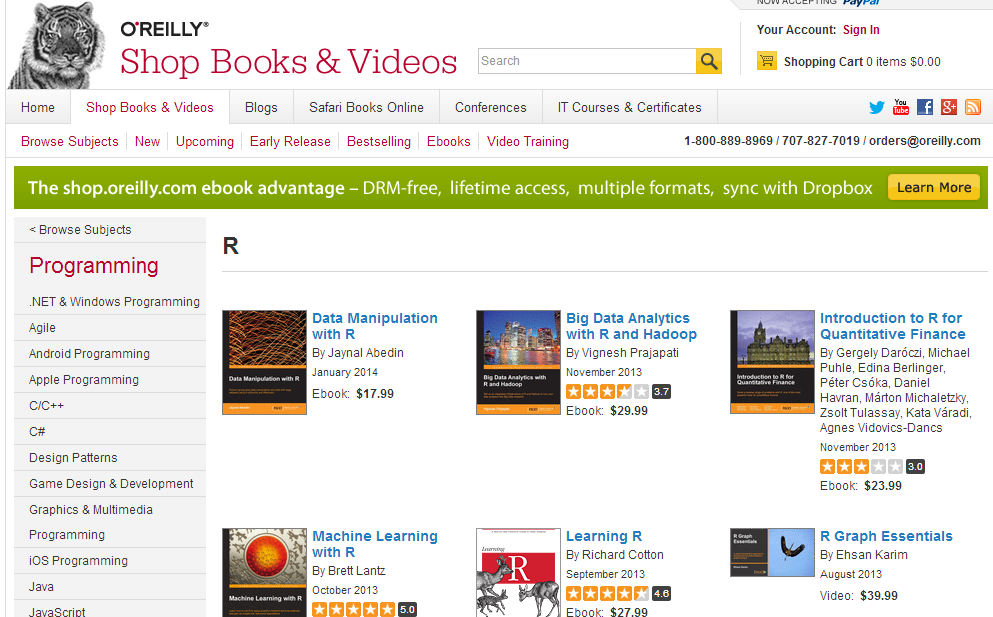 NOW ACCEPTING PayPal
O'REILLY®
Shop Books & Videos
Search
Your Account: Sign In
Shopping Cart 0 items $0.00
Home
Shop Books & Videos
Blogs
Safari Books Online
Conferences
IT Courses & Certificates
You
Tube
Browse Subjects
New
Upcoming
Early Release
Bestselling
Ebooks
Video Training
1-800-889-8969 / 707-827-7019 / orders@oreilly.com
The shop.oreilly.com ebook advantage – DRM-free, lifetime access, multiple formats, sync with Dropbox
Learn More
< Browse Subjects
Programming
.NET & Windows Programming
Agile
Android Programming
Apple Programming
C/C++
C#
Design Patterns
Game Design & Development
Graphics & Multimedia
Programming
iOS Programming
Java
JavaScript
R
Data Manipulation with R
Data Manipulation
with R
By Jaynal Abedin
January 2014
Ebook: $17.99
Big Data Analytics with
R and Hadoop
Vignesh Prajapati
Big Data Analytics
with R and Hadoop
By Vignesh Prajapati
November 2013
3.7
Ebook: $29.99
Introduction to R for
Quantitative Finance
Introduction to R for
Quantitative Finance
By Gergely Daróczi, Michael
Puhle, Edina Berlinger,
Péter Csóka, Daniel
Havran, Márton Michaletzky,
Zsolt Tulassay, Kata Váradi,
Agnes Vidovics-Dancs
November 2013
3.0
Ebook: $23.99
Machine Learning with R
Machine Learning
with R
By Brett Lantz
October 2013
5.0
Learning
R
Learning R
By Richard Cotton
September 2013
4.6
Ebook: $27.99
R Graph
Essentials
R Graph Essentials
By Ehsan Karim
August 2013
Video: $39.99